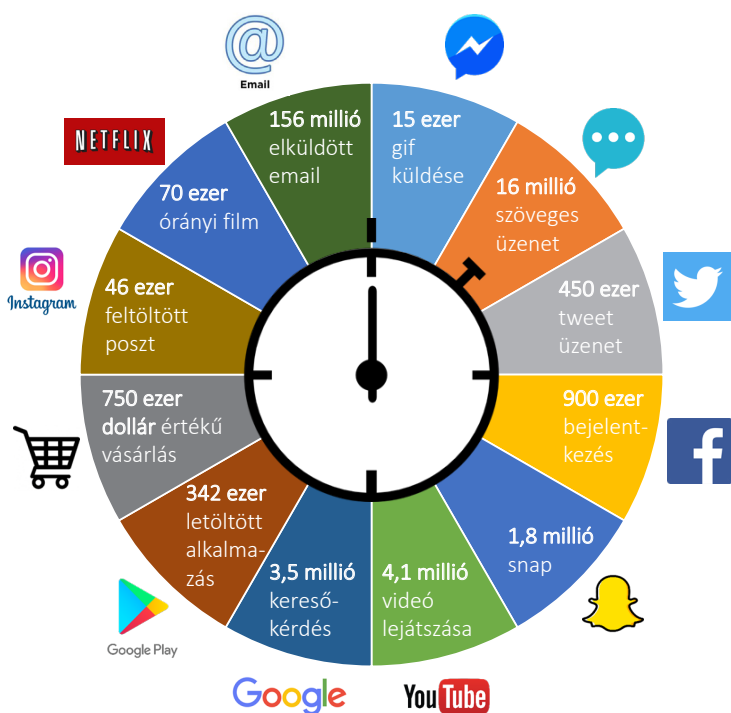 @
Email
15 ezer
gif
küldése
16 millió
szöveges
üzenet
450 ezer
tweet
üzenet
900 ezer
bejelent-
kezés
f
1,8 millió
snap
4,1 millió
videó
lejátszása
YouTube
3,5 millió
kereső-
kérdés
Google
342 ezer
letöltött
alkalma-
zás
Google Play
750 ezer
dollár értékű
vásárlás
46 ezer
feltöltött
poszt
Instagram
70 ezer
órányi film
NETFLIX
156 millió
elküldött
email